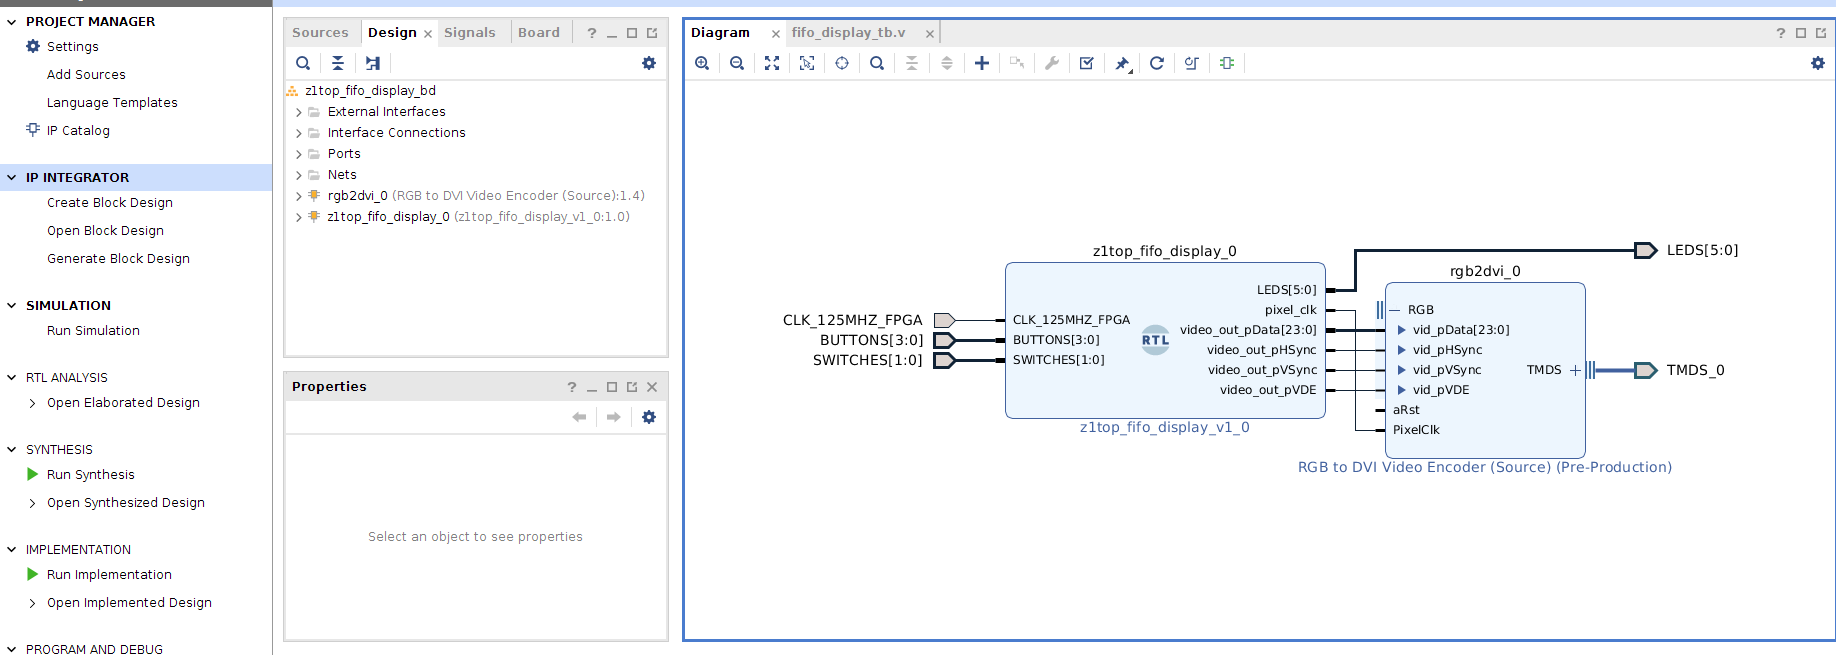 PROJECT MANAGER
Settings
Add Sources
Language Templates
IP Catalog
IP INTEGRATOR
Create Block Design
Open Block Design
Generate Block Design
SIMULATION
Run Simulation
RTL ANALYSIS
Open Elaborated Design
SYNTHESIS
Run Synthesis
Open Synthesized Design
IMPLEMENTATION
Run Implementation
Open Implemented Design
PROGRAM AND DEBUG
Sources Design Signals Board
z1top_fifo_display_bd
External Interfaces
Interface Connections
Ports
Nets
rgb2dvi_0 (RGB to DVI Video Encoder (Source):1.4)
z1top_fifo_display_0 (z1top_fifo_display_v1_0:1.0)
Properties
Select an object to see properties
Diagram fifo_display_tb.v
CLK_125MHZ_FPGA
BUTTONS[3:0]
SWITCHES[1:0]
z1top_fifo_display_0
CLK_125MHZ_FPGA
BUTTONS[3:0]
SWITCHES[1:0]
RTL
LEDS[5:0]
pixel_clk
video_out_pData[23:0]
video_out_pHSync
video_out_pVSync
video_out_pVDE
z1top_fifo_display_v1_0
rgb2dvi_0
RGB
vid_pData[23:0]
vid_pHSync
vid_pVSync
vid_pVDE
aRst
PixelClk
TMDS
RGB to DVI Video Encoder (Source) (Pre-Production)
LEDS[5:0]
TMDS_0